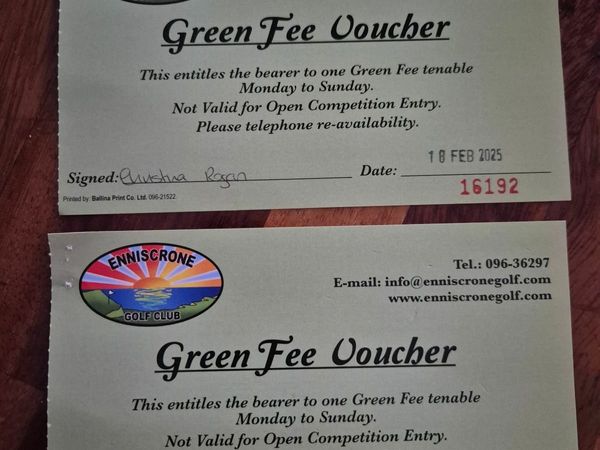 Green Fee Voucher
This entitles the bearer to one Green Fee tenable
Monday to Sunday.
Not Valid for Open Competition Entry.
Please telephone re-availability.
Signed: Christina Rogan Date: 18 FEB 2025
Printed by: Ballina Print Co. Ltd. 096-21522
16192
ENNISCRONE
GOLF CLUB
Tel.: 096-36297
E-mail: info@enniscronegolf.com
www.enniscronegolf.com
Green Fee Voucher
This entitles the bearer to one Green Fee tenable
Monday to Sunday.
Not Valid for Open Competition Entry.